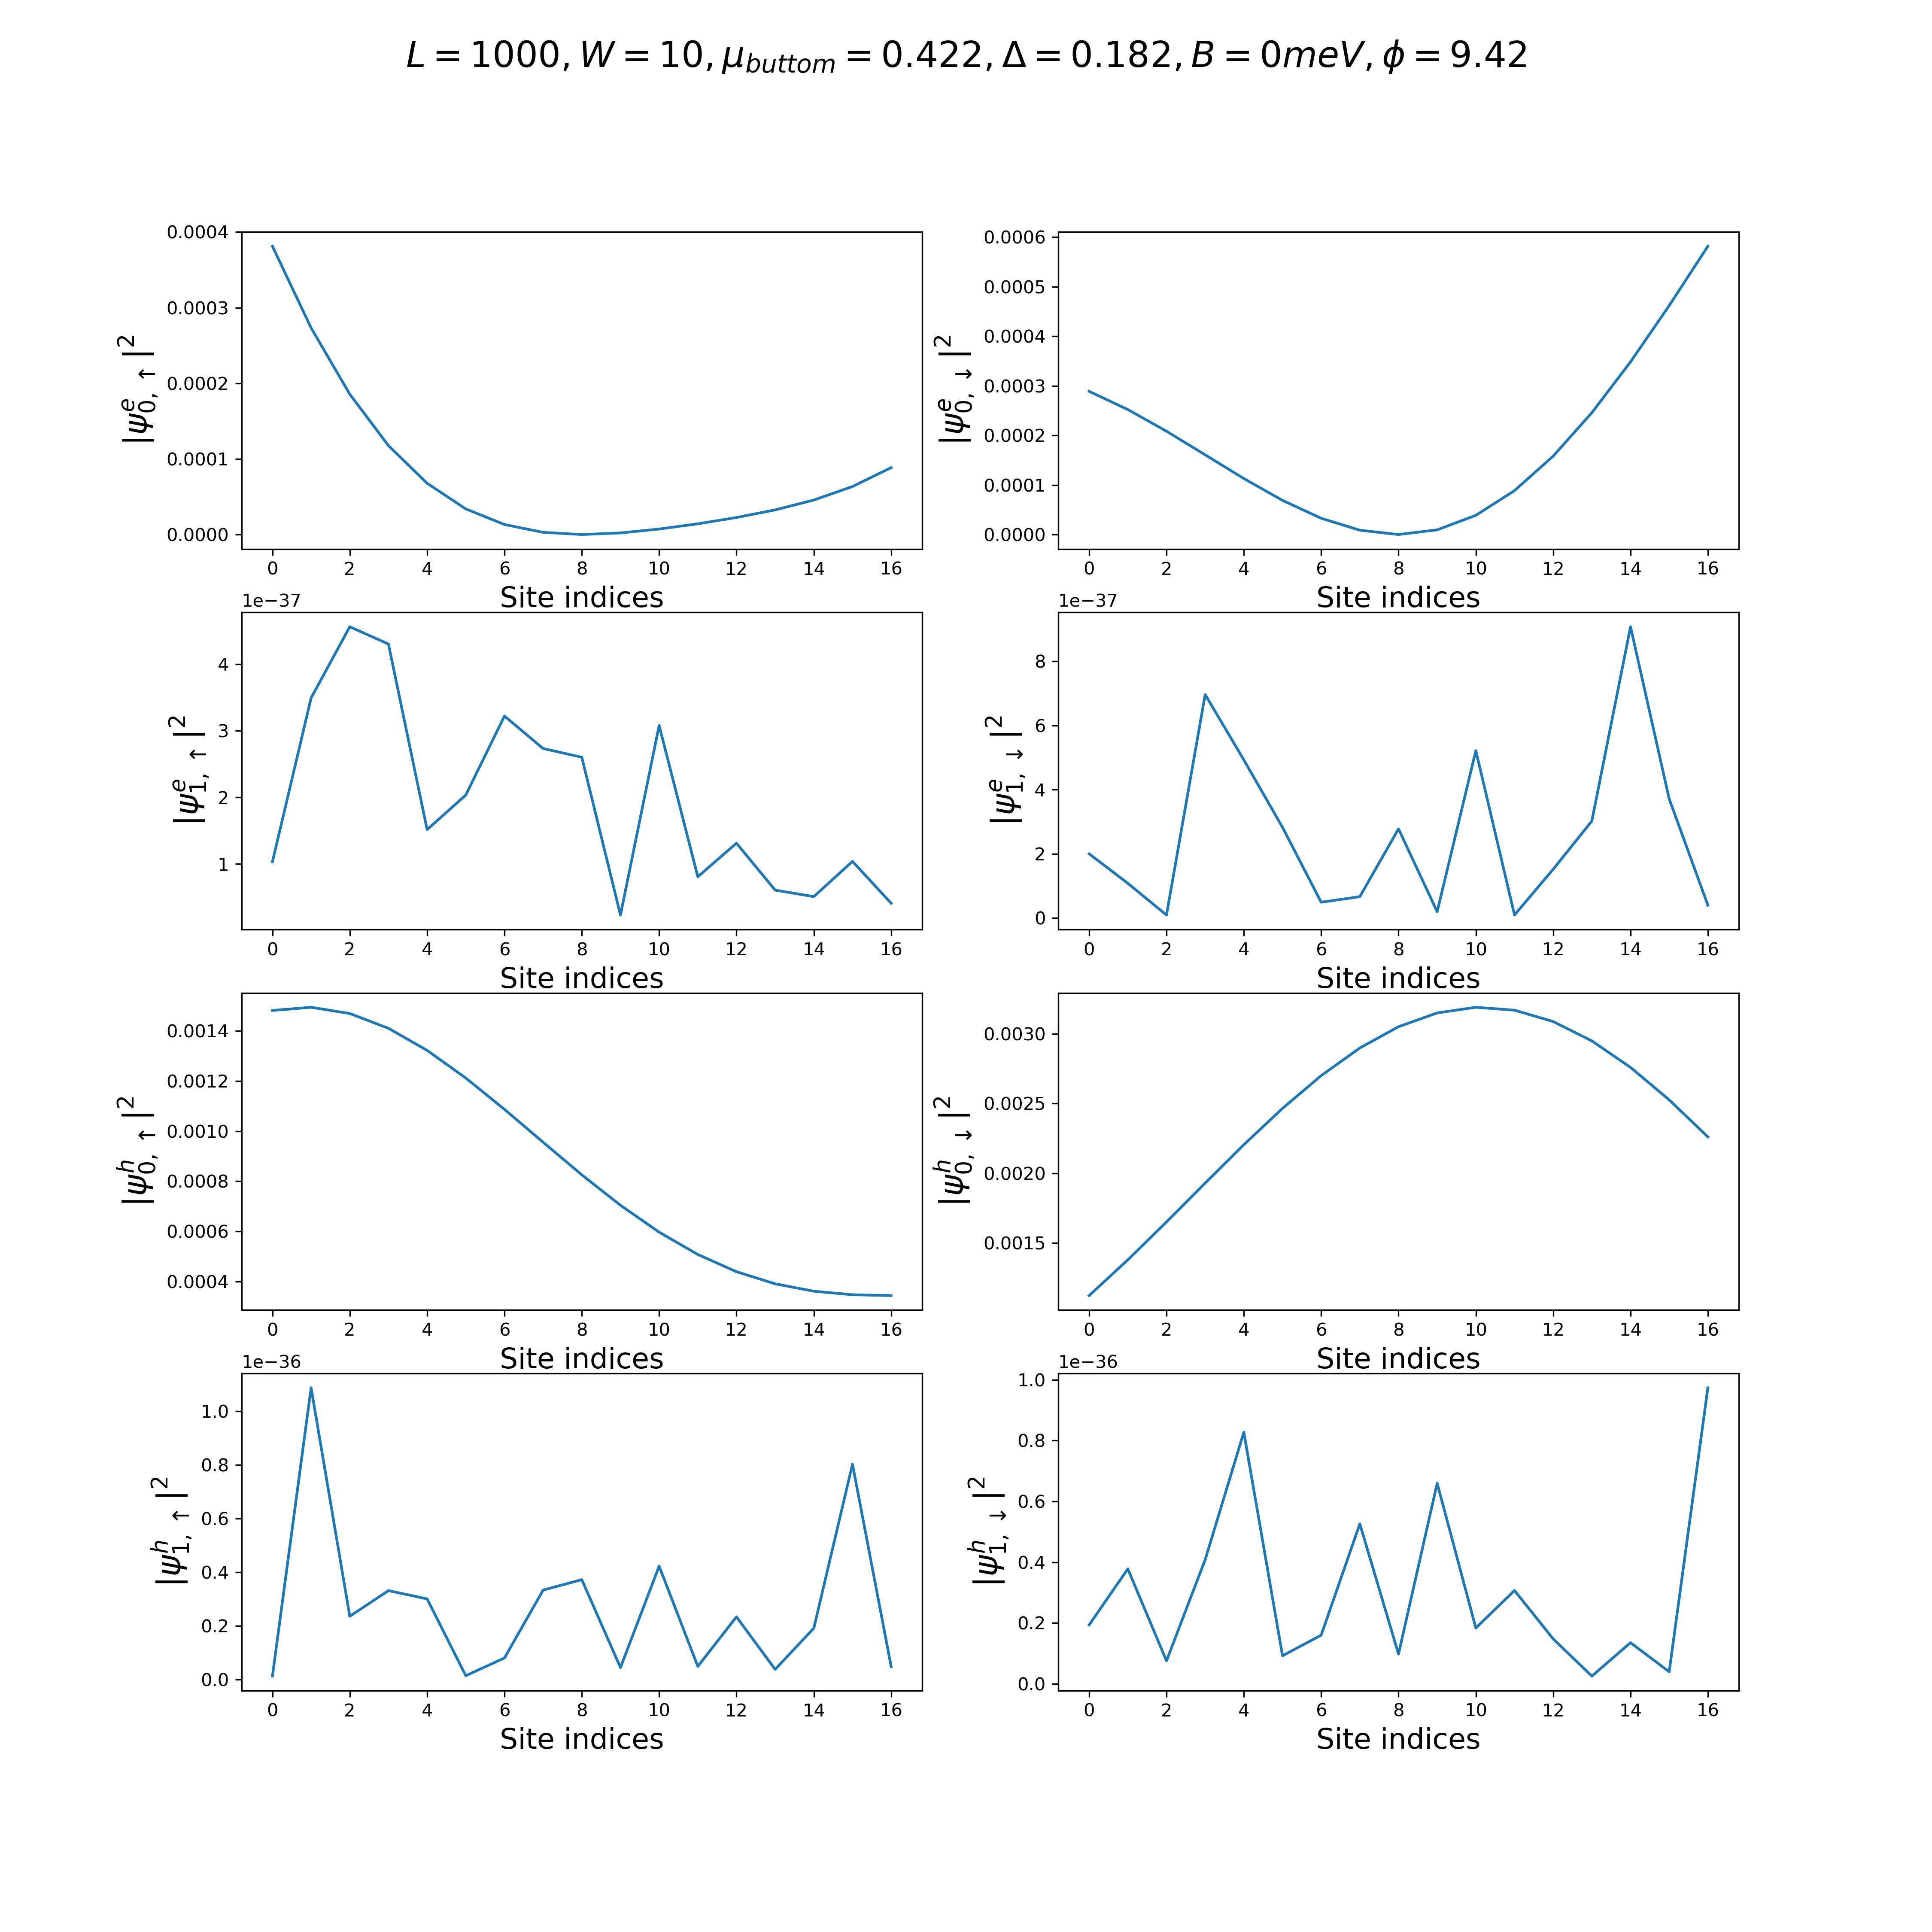 L = 1000, W = 10, μ_buttom = 0.422, Δ = 0.182, B = 0meV, ϕ = 9.42
|ψ^e_{0,↑}|^2
0.0004
0.0003
0.0002
0.0001
0.0000
0 2 4 6 8 10 12 14 16
Site indices
|ψ^e_{0,↓}|^2
0.0006
0.0005
0.0004
0.0003
0.0002
0.0001
0.0000
0 2 4 6 8 10 12 14 16
Site indices
1e−37
|ψ^e_{1,↑}|^2
4
3
2
1
0 2 4 6 8 10 12 14 16
Site indices
1e−37
|ψ^e_{1,↓}|^2
8
6
4
2
0
0 2 4 6 8 10 12 14 16
Site indices
|ψ^h_{0,↑}|^2
0.0014
0.0012
0.0010
0.0008
0.0006
0.0004
0 2 4 6 8 10 12 14 16
Site indices
|ψ^h_{0,↓}|^2
0.0030
0.0025
0.0020
0.0015
0 2 4 6 8 10 12 14 16
Site indices
1e−36
|ψ^h_{1,↑}|^2
1.0
0.8
0.6
0.4
0.2
0.0
0 2 4 6 8 10 12 14 16
Site indices
1e−36
|ψ^h_{1,↓}|^2
1.0
0.8
0.6
0.4
0.2
0.0
0 2 4 6 8 10 12 14 16
Site indices